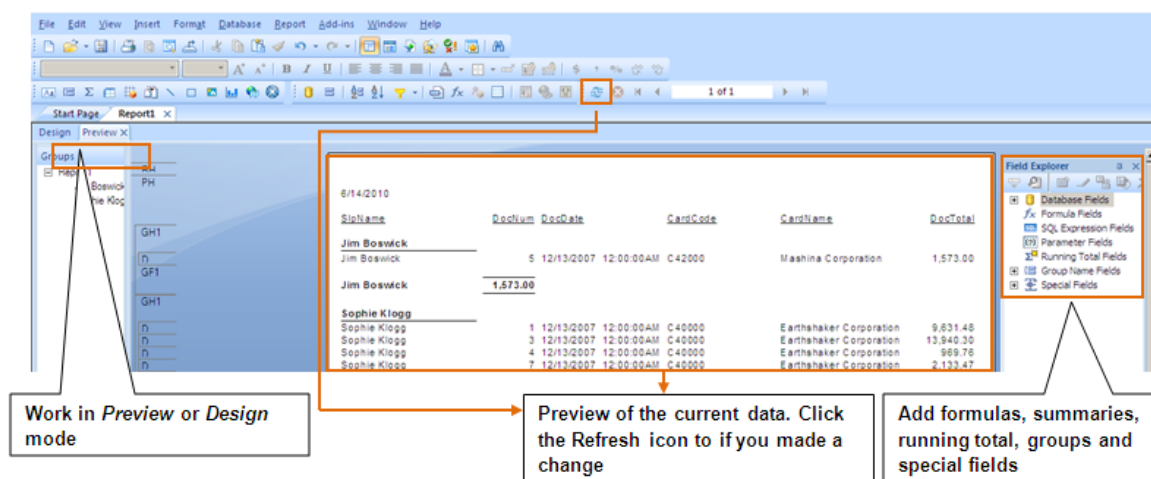 File Edit View Insert Format Database Report Add-ins Window Help
A A B I U A $ %
Σ fx 1 of 1
Start Page Report1 ×
Design Preview ×
Groups
Boswick
hie Klog
RH
PH
GH1
D
GF1
GH1
D
D
D
D
6/14/2010
SlpName DocNum DocDate CardCode CardName DocTotal
Jim Boswick
Jim Boswick 5 12/13/2007 12:00:00AM C42000 Mashina Corporation 1,573.00
Jim Boswick 1,573.00
Sophie Klogg
Sophie Klogg 1 12/13/2007 12:00:00AM C40000 Earthshaker Corporation 9,631.48
Sophie Klogg 3 12/13/2007 12:00:00AM C40000 Earthshaker Corporation 13,940.30
Sophie Klogg 4 12/13/2007 12:00:00AM C40000 Earthshaker Corporation 969.76
Sophie Klogg 7 12/13/2007 12:00:00AM C40000 Earthshaker Corporation 2,133.47
Field Explorer
Database Fields
fx Formula Fields
SQL SQL Expression Fields
[?] Parameter Fields
Σ Running Total Fields
Group Name Fields
Special Fields
Work in Preview or Design
mode
Preview of the current data. Click
the Refresh icon to if you made a
change
Add formulas, summaries,
running total, groups and
special fields